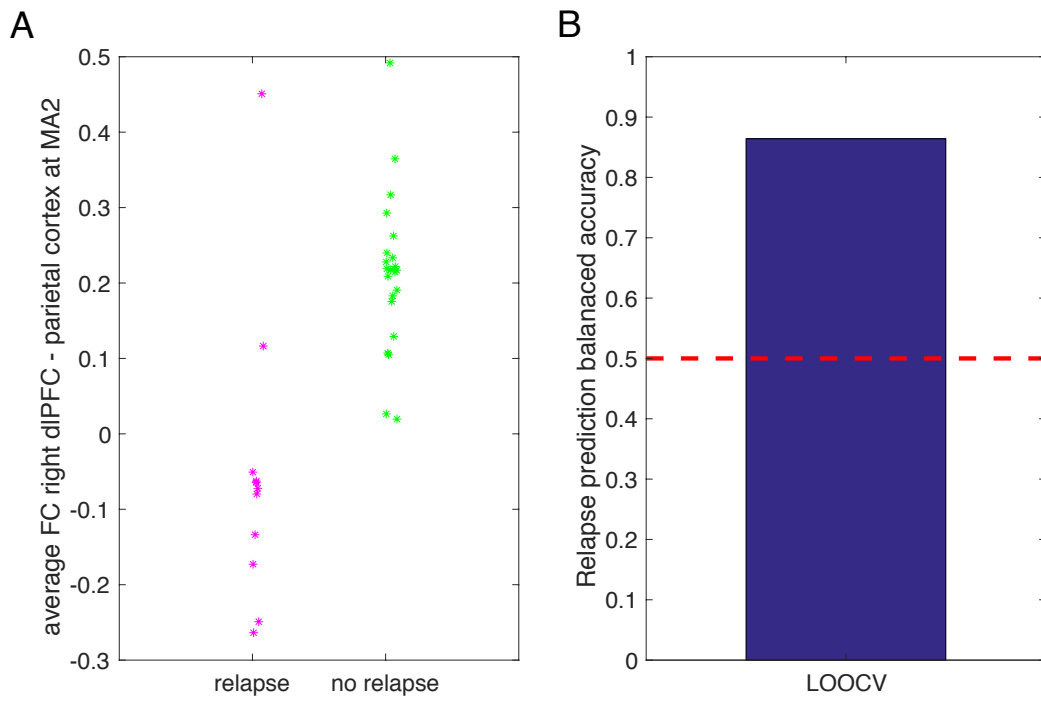 A
average FC right dlPFC - parietal cortex at MA2
0.5
0.4
0.3
0.2
0.1
0
-0.1
-0.2
-0.3
relapse
no relapse
B
Relapse prediction balanaced accuracy
1
0.9
0.8
0.7
0.6
0.5
0.4
0.3
0.2
0.1
0
LOOCV